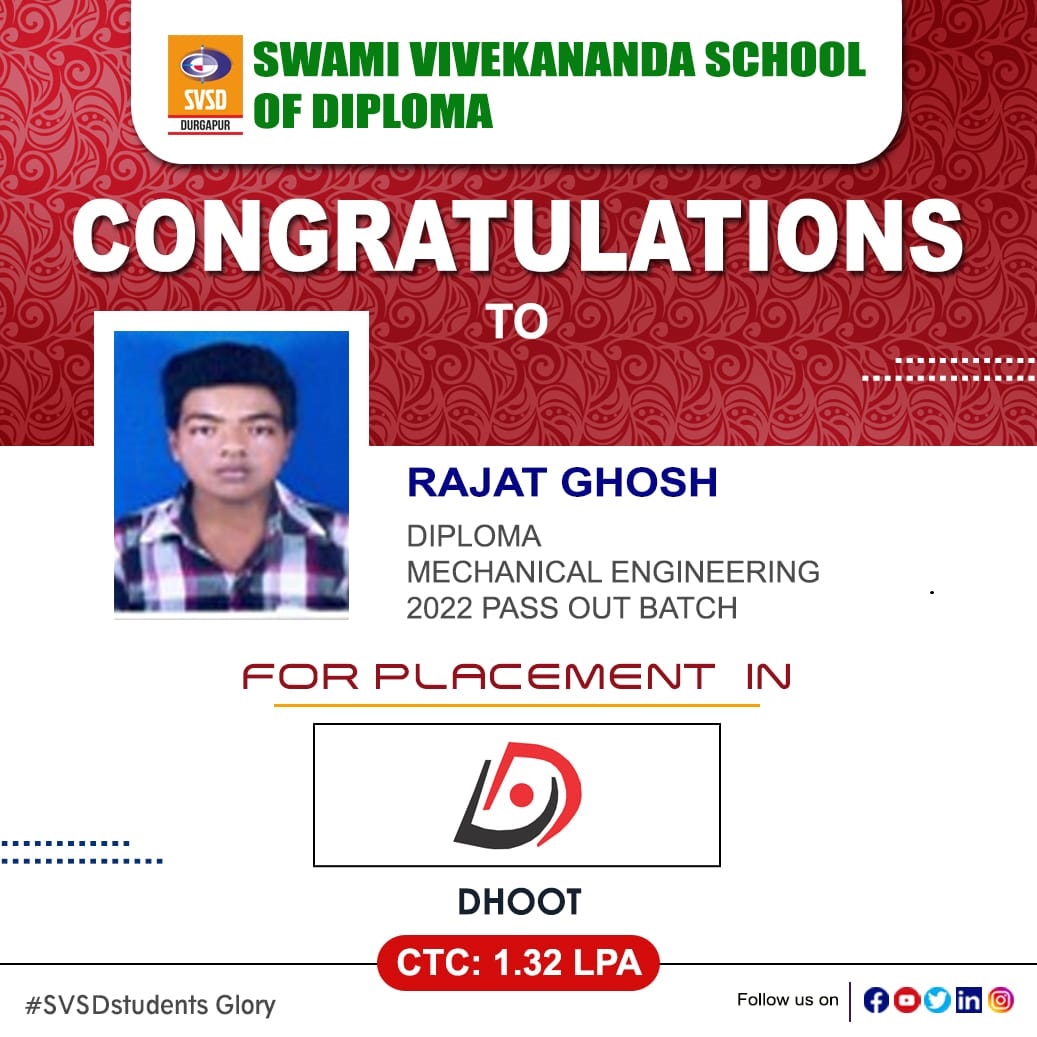 SVSD
DURGAPUR
SWAMI VIVEKANANDA SCHOOL
OF DIPLOMA
CONGRATULATIONS
TO
RAJAT GHOSH
DIPLOMA
MECHANICAL ENGINEERING
2022 PASS OUT BATCH
FOR PLACEMENT IN
DHOOT
CTC: 1.32 LPA
#SVSDstudents Glory
Follow us on